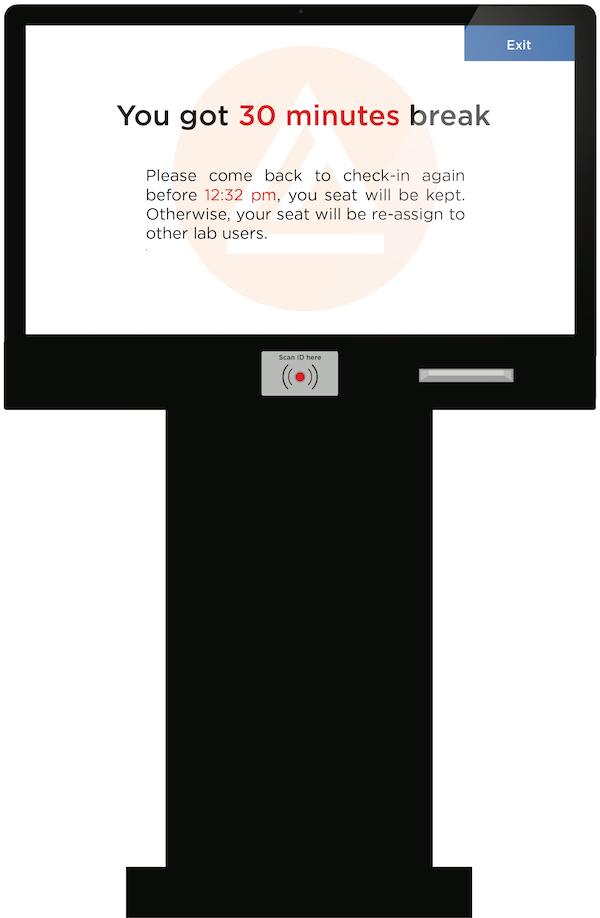 Exit
You got 30 minutes break
Please come back to check-in again
before 12:32 pm, you seat will be kept.
Otherwise, your seat will be re-assign to
other lab users.
Scan ID here